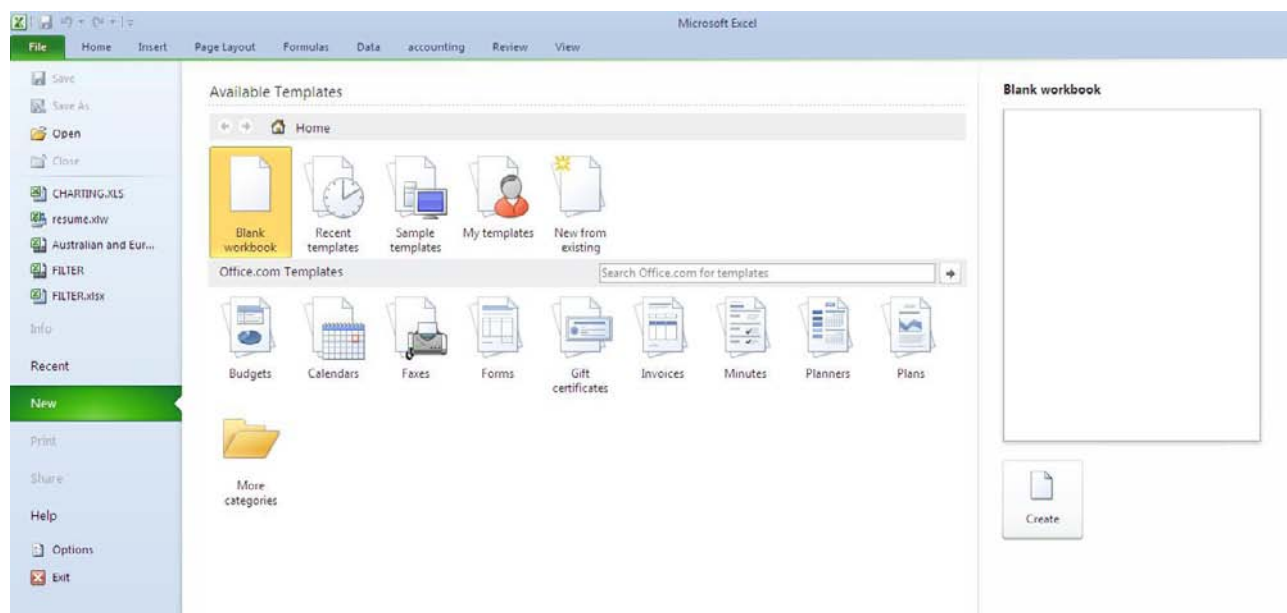 Microsoft Excel
File Home Insert Page Layout Formulas Data accounting Review View
Save
Save As
Open
Close
CHARTING.XLS
resume.xlw
Australian and Eur...
FILTER
FILTER.xlsx
Info
Recent
New
Print
Share
Help
Options
Exit
Available Templates
Home
Blank workbook
Recent templates
Sample templates
My templates
New from existing
Office.com Templates
Search Office.com for templates
Budgets
Calendars
Faxes
Forms
Gift certificates
Invoices
Minutes
Planners
Plans
More categories
Blank workbook
Create